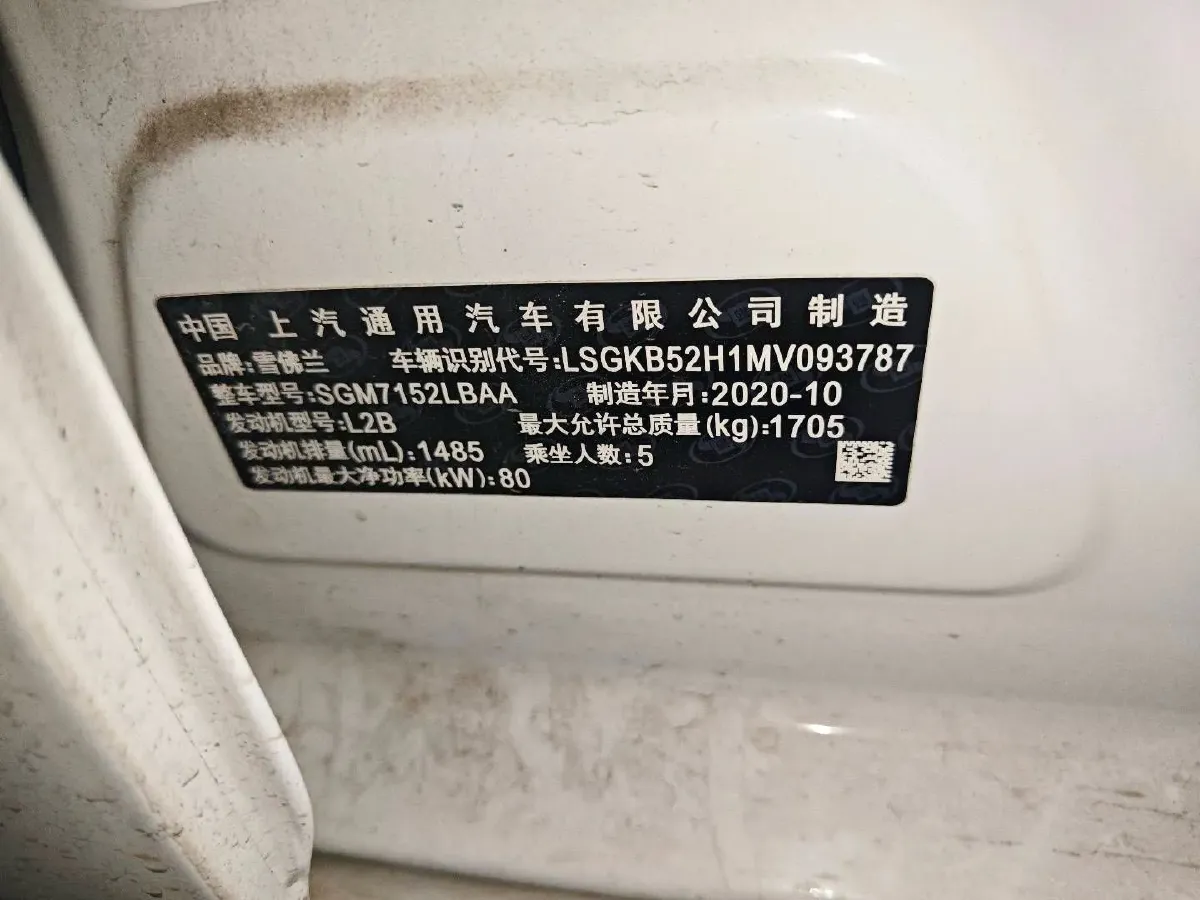 中国 上汽通用汽车有限公司制造
品牌:雪佛兰 车辆识别代号:LSGKB52H1MV093787
整车型号:SGM7152LBAA 制造年月:2020-10
发动机型号:L2B 最大允许总质量(kg):1705
发动机排量(mL):1485 乘坐人数:5
发动机最大净功率(kW):80